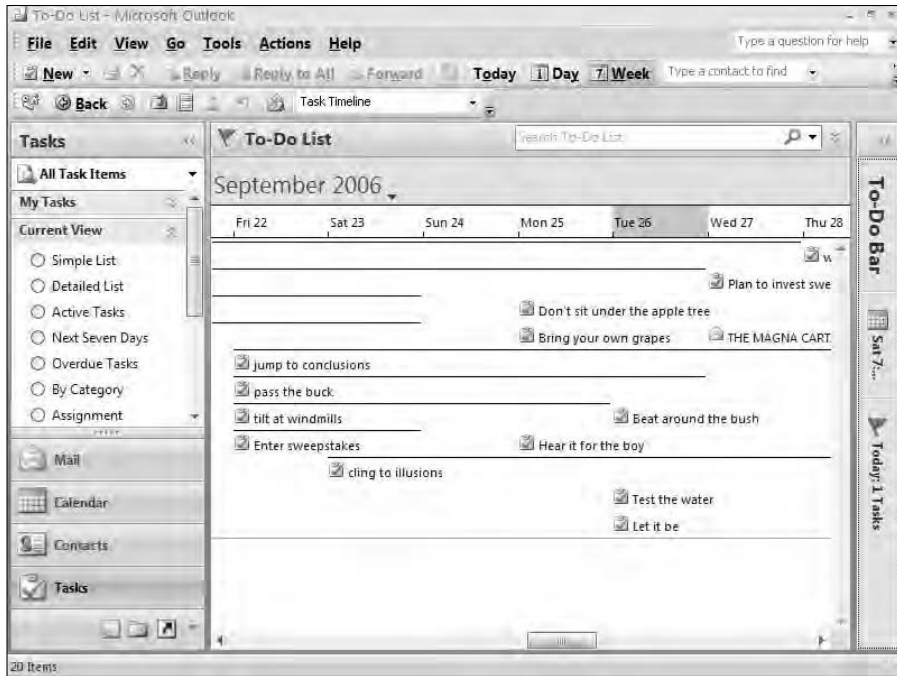 To-Do List - Microsoft Outlook
File Edit View Go Tools Actions Help
Type a question for help
New Reply Reply to All Forward Today 1 Day 7 Week Type a contact to find
Back Task Timeline
Tasks
To-Do List
Search To-Do List
All Task Items
My Tasks
Current View
Simple List
Detailed List
Active Tasks
Next Seven Days
Overdue Tasks
By Category
Assignment
Mail
Calendar
Contacts
Tasks
September 2006
Fri 22 Sat 23 Sun 24 Mon 25 Tue 26 Wed 27 Thu 28
Plan to invest swe
Don't sit under the apple tree
Bring your own grapes THE MAGNA CART
jump to conclusions
pass the buck
tilt at windmills Beat around the bush
Enter sweepstakes Hear it for the boy
cling to illusions
Test the water
Let it be
To-Do Bar
Sat 7:...
Today: 1 Tasks
20 Items